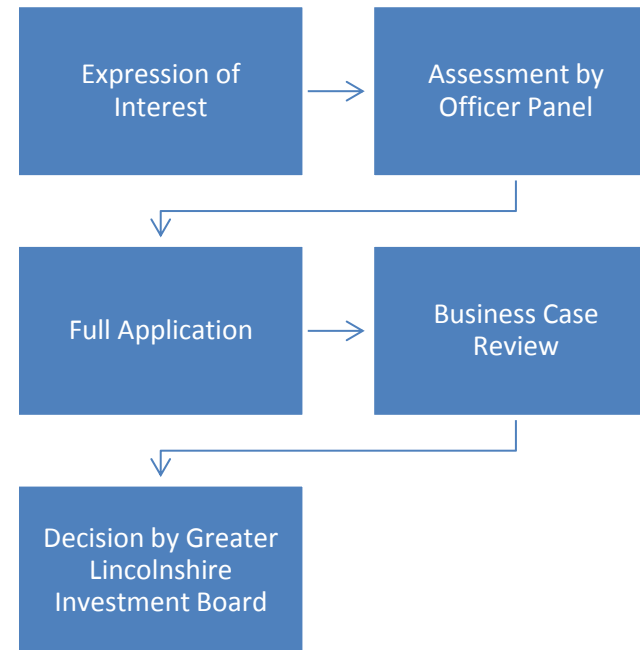 Expression of
Interest
Assessment by
Officer Panel
Full Application
Business Case
Review
Decision by Greater
Lincolnshire
Investment Board